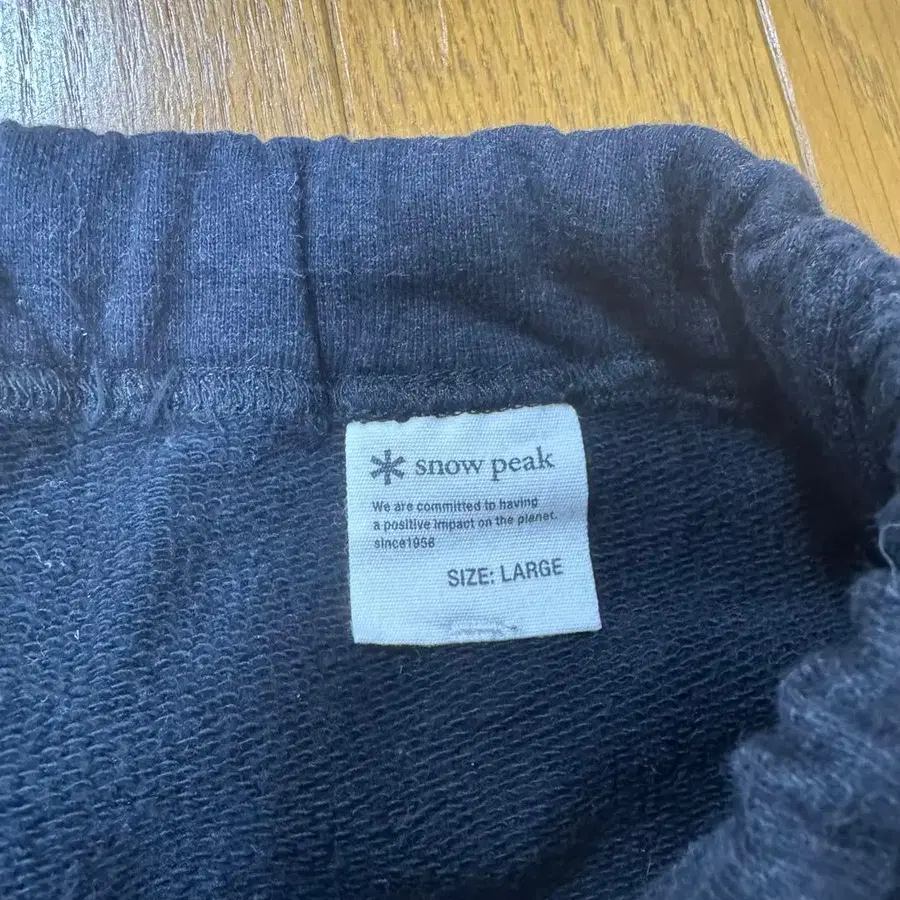 snow peak
We are committed to having
a positive impact on the planet.
since1958
SIZE: LARGE